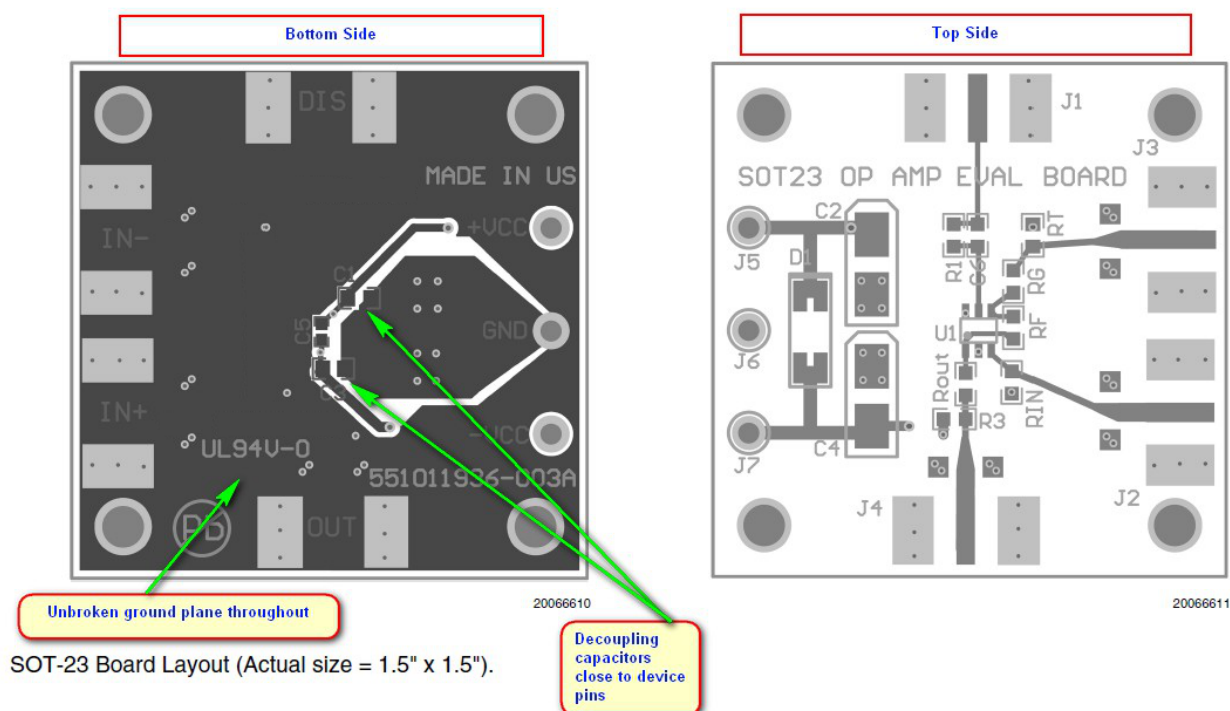 Bottom Side
DIS
MADE IN US
+VCC
IN-
C1
C5
GND
C3
IN+
-VCC
UL94V-0
551011936-003A
PB
OUT
20066610
Unbroken ground plane throughout
Decoupling
capacitors
close to device
pins
SOT-23 Board Layout (Actual size = 1.5" x 1.5").
Top Side
J1
J3
SOT23 OP AMP EVAL BOARD
C2
RT
J5
D1
R1
C6
RG
U1
RF
J6
Rout
RIN
R3
J7
C4
J4
J2
20066611